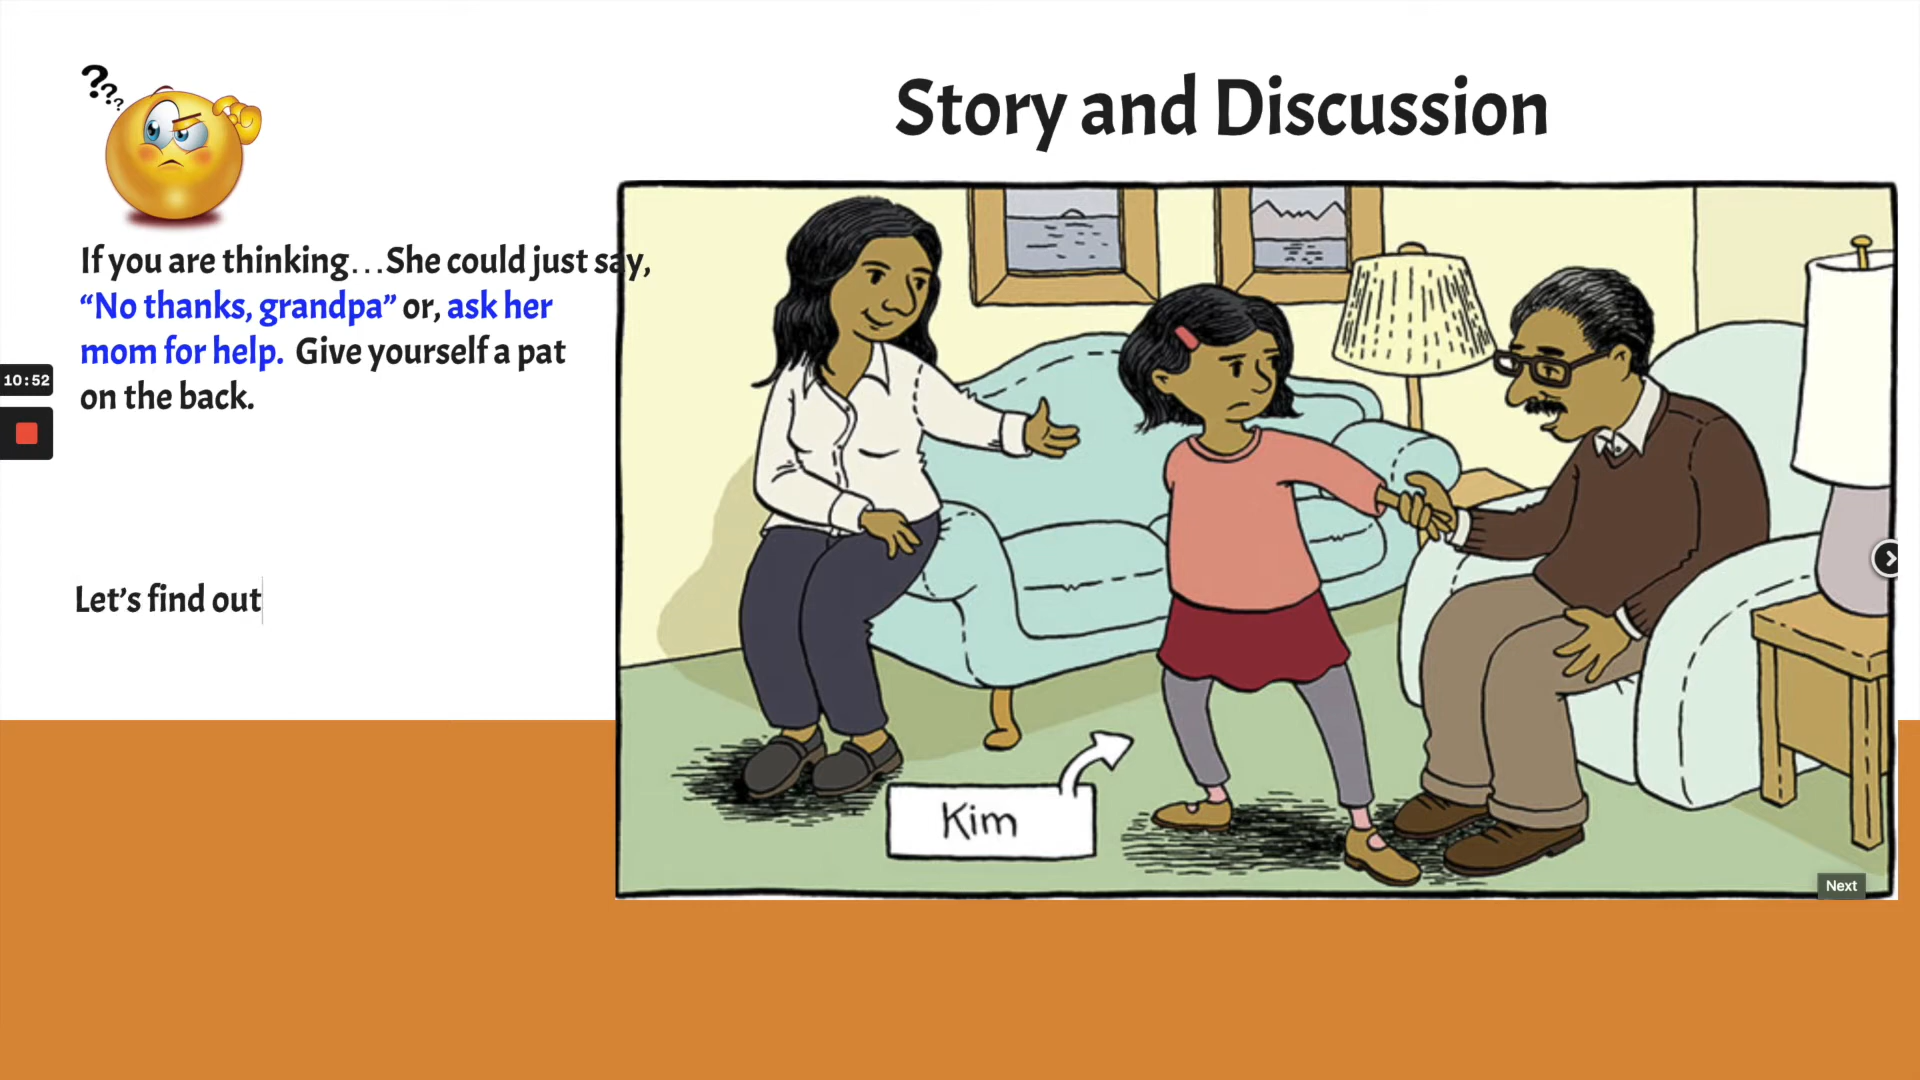 ???
Story and Discussion
If you are thinking…She could just say,
“No thanks, grandpa” or, ask her
mom for help. Give yourself a pat
on the back.
10:52
Let’s find out
Kim
Next